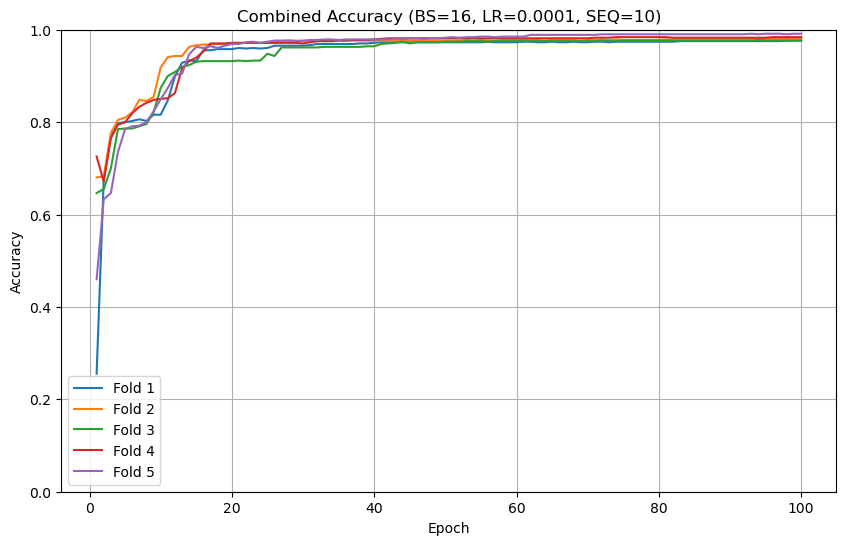 Combined Accuracy (BS=16, LR=0.0001, SEQ=10)
1.0
0.8
0.6
0.4
0.2
0.0
Accuracy
Fold 1
Fold 2
Fold 3
Fold 4
Fold 5
0 20 40 60 80 100
Epoch